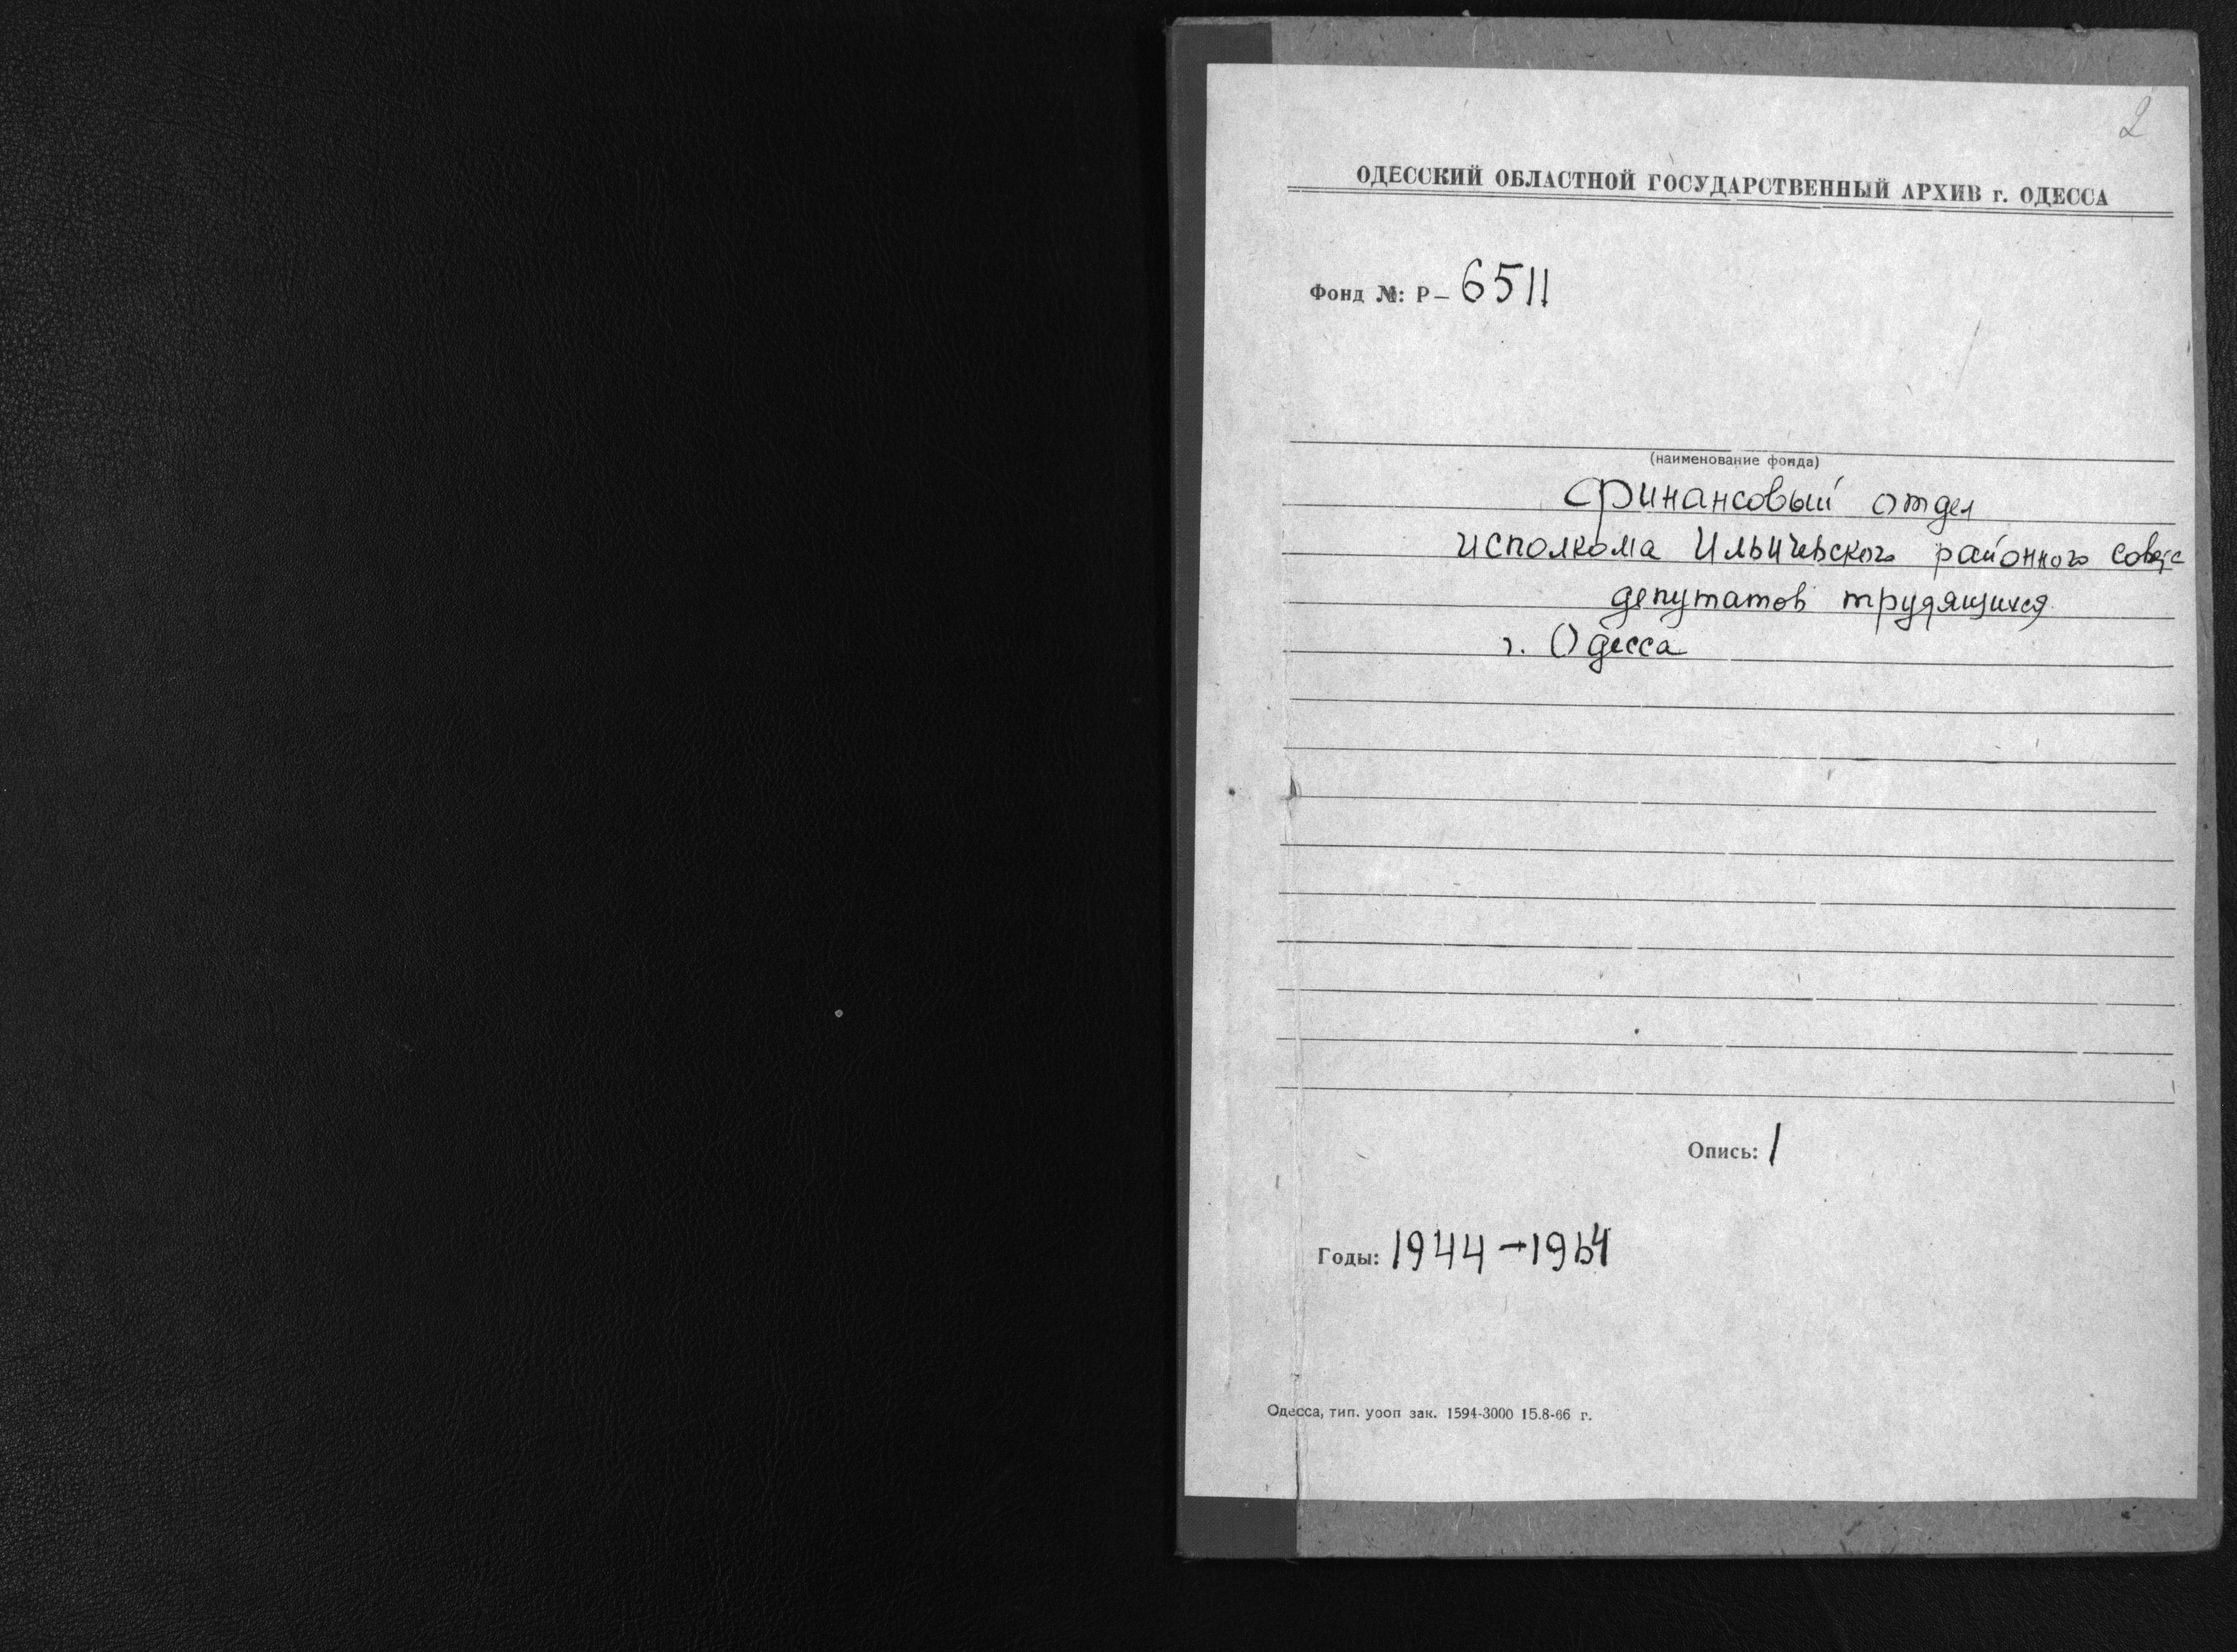 2
ОДЕССКИЙ ОБЛАСТНОЙ ГОСУДАРСТВЕННЫЙ АРХИВ г. ОДЕССА
Фонд №: Р— 6511
(наименование фонда)
Финансовый отдел
исполкома Ильичевского районного совета
депутатов трудящихся
г. Одесса
Опись: 1
Годы: 1944-1964
Одесса, тип. уооп зак. 1594-3000 15.8-66 г.